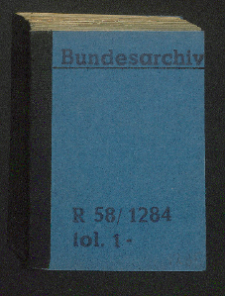 Bundesarchiv
R 58/1284
fol. 1-